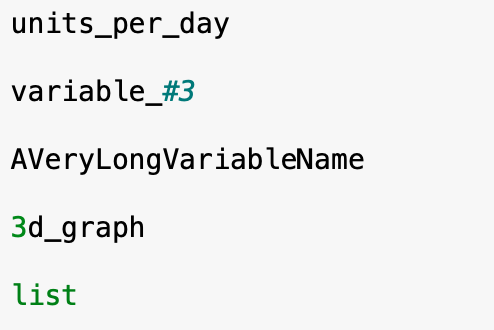 units_per_day
variable_#3
AVeryLongVariableName
3d_graph
list